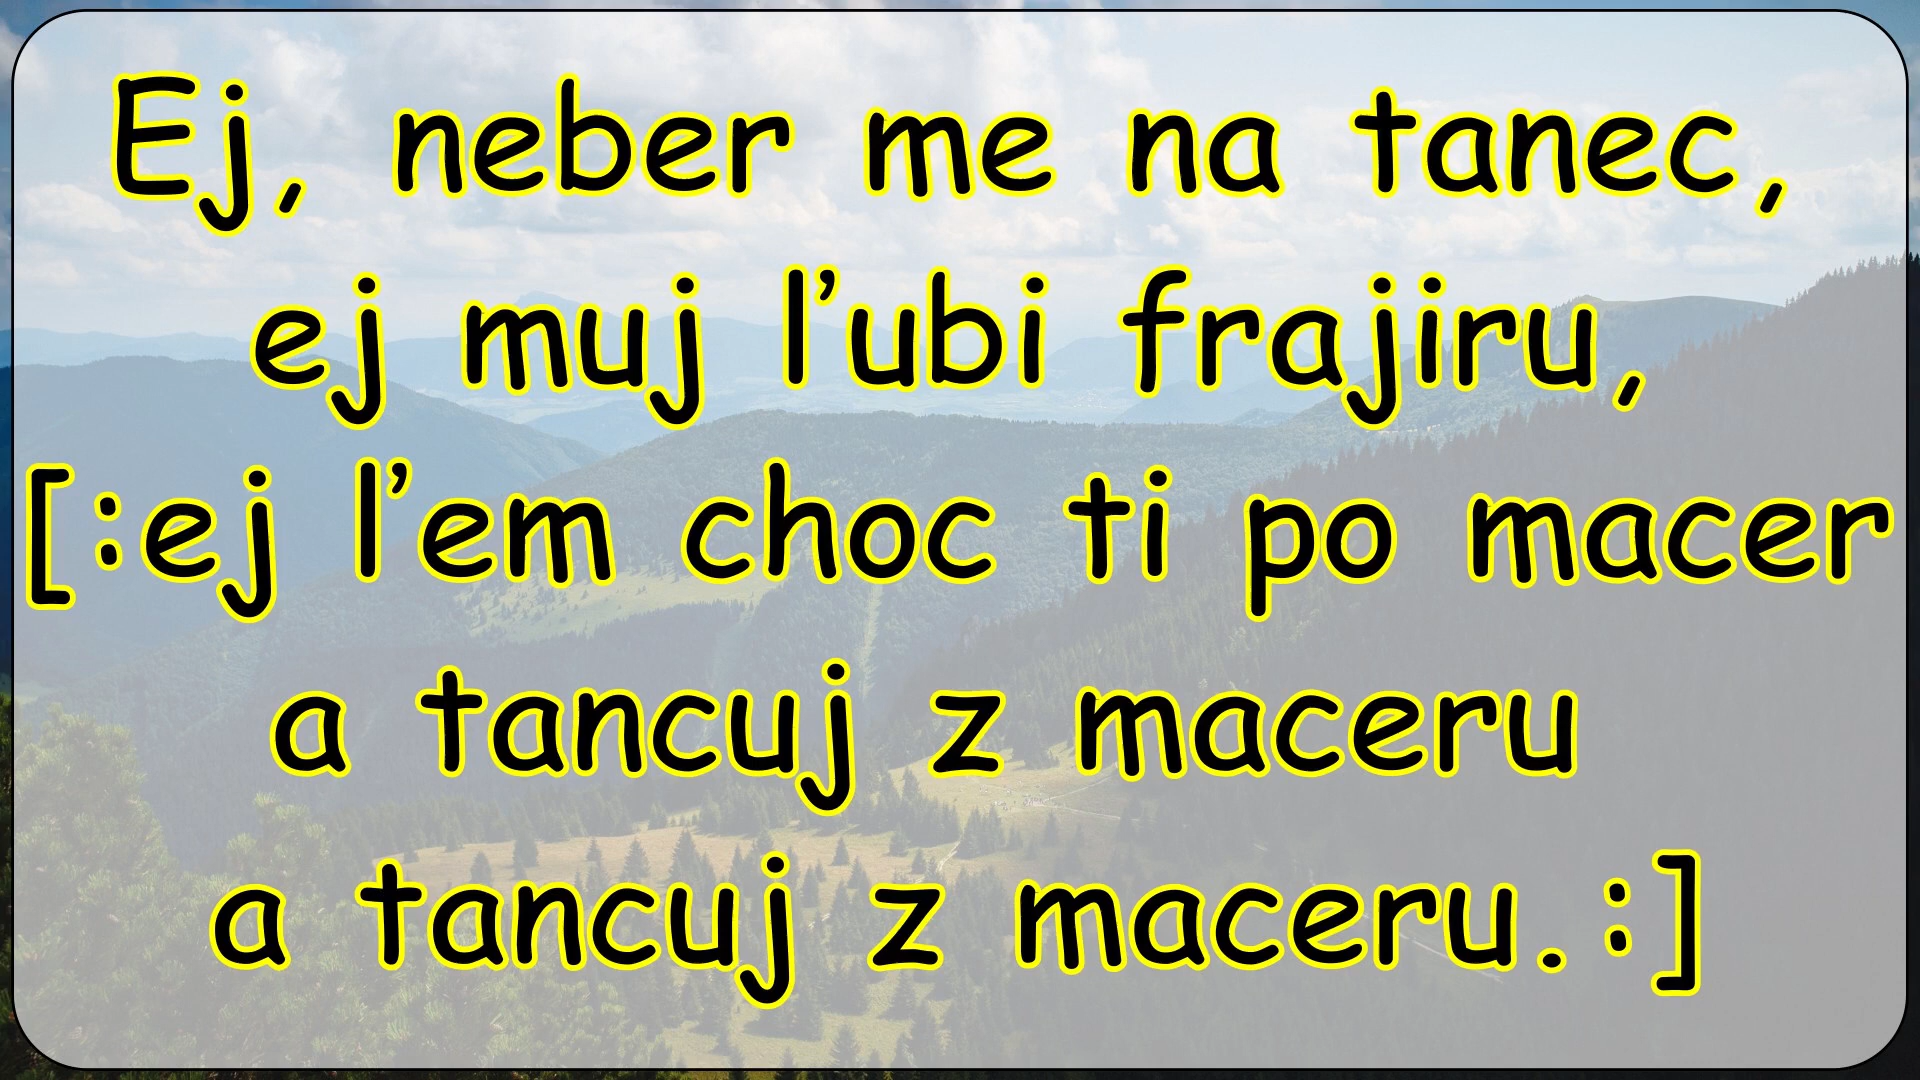 Ej, neber me na tanec,
ej muj ľubi frajiru,
[:ej ľem choc ti po macer
a tancuj z maceru
a tancuj z maceru.:]